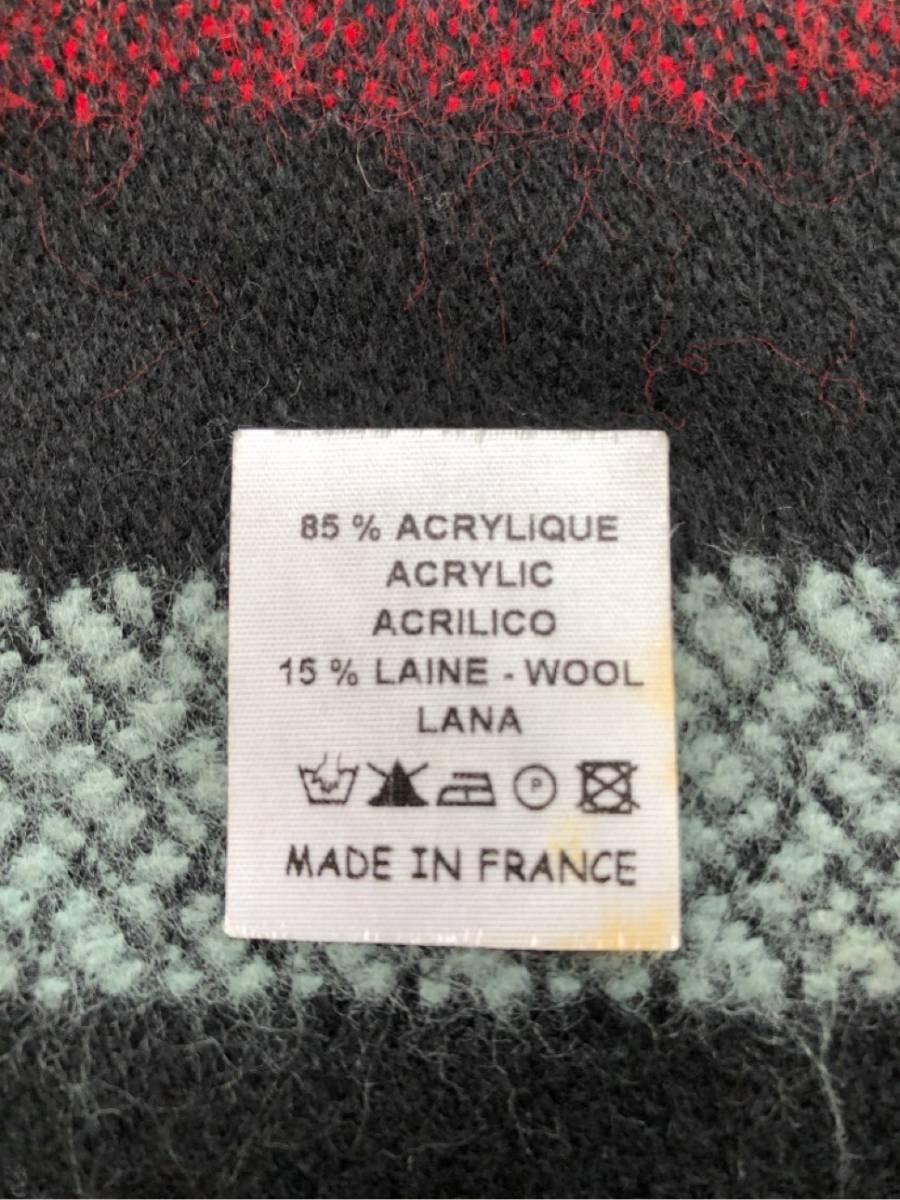 85 % ACRYLIQUE
ACRYLIC
ACRILICO
15 % LAINE - WOOL
LANA
P
MADE IN FRANCE